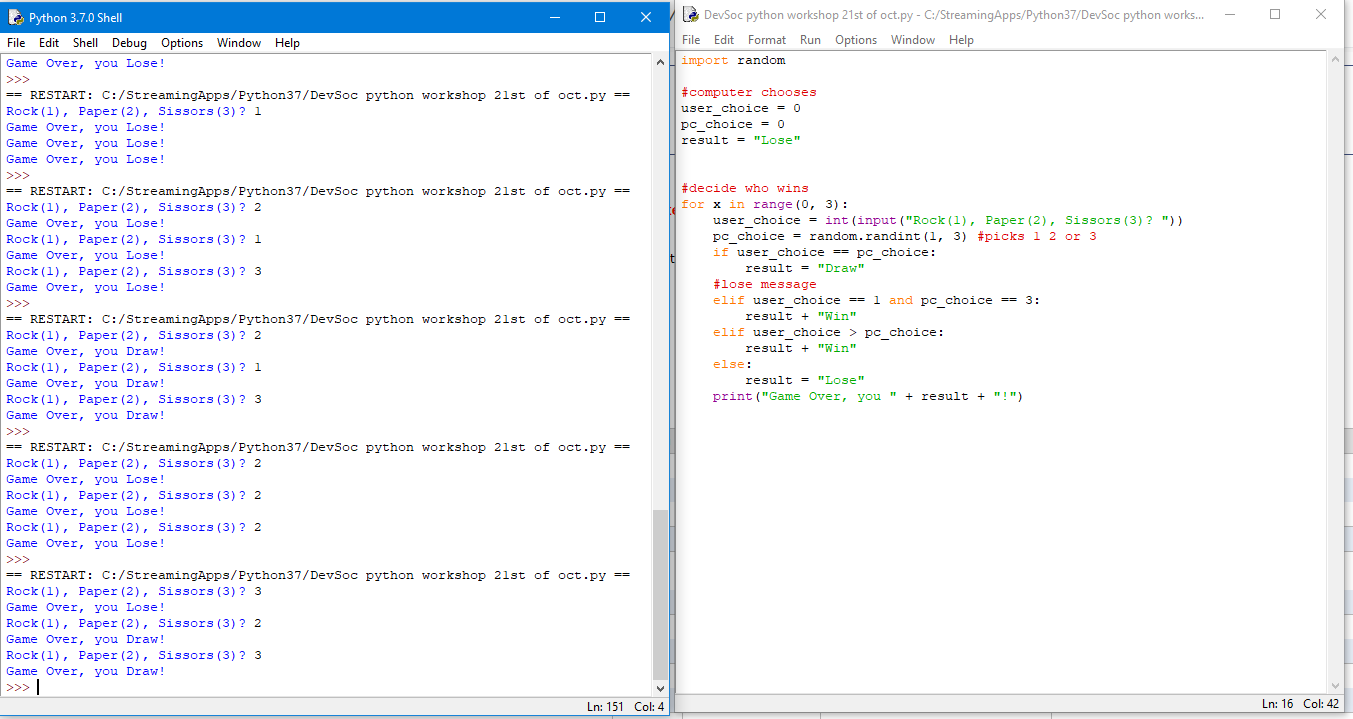 Python 3.7.0 Shell
File Edit Shell Debug Options Window Help
Game Over, you Lose!
>>>
== RESTART: C:/StreamingApps/Python37/DevSoc python workshop 21st of oct.py ==
Rock(1), Paper(2), Sissors(3)? 1
Game Over, you Lose!
Game Over, you Lose!
Game Over, you Lose!
>>>
== RESTART: C:/StreamingApps/Python37/DevSoc python workshop 21st of oct.py ==
Rock(1), Paper(2), Sissors(3)? 2
Game Over, you Lose!
Rock(1), Paper(2), Sissors(3)? 1
Game Over, you Lose!
Rock(1), Paper(2), Sissors(3)? 3
Game Over, you Lose!
>>>
== RESTART: C:/StreamingApps/Python37/DevSoc python workshop 21st of oct.py ==
Rock(1), Paper(2), Sissors(3)? 2
Game Over, you Draw!
Rock(1), Paper(2), Sissors(3)? 1
Game Over, you Draw!
Rock(1), Paper(2), Sissors(3)? 3
Game Over, you Draw!
>>>
== RESTART: C:/StreamingApps/Python37/DevSoc python workshop 21st of oct.py ==
Rock(1), Paper(2), Sissors(3)? 2
Game Over, you Lose!
Rock(1), Paper(2), Sissors(3)? 2
Game Over, you Lose!
Rock(1), Paper(2), Sissors(3)? 2
Game Over, you Lose!
>>>
== RESTART: C:/StreamingApps/Python37/DevSoc python workshop 21st of oct.py ==
Rock(1), Paper(2), Sissors(3)? 3
Game Over, you Lose!
Rock(1), Paper(2), Sissors(3)? 2
Game Over, you Draw!
Rock(1), Paper(2), Sissors(3)? 3
Game Over, you Draw!
>>>
Ln: 151 Col: 4
DevSoc python workshop 21st of oct.py - C:/StreamingApps/Python37/DevSoc python works...
File Edit Format Run Options Window Help
import random
#computer chooses
user_choice = 0
pc_choice = 0
result = "Lose"
#decide who wins
for x in range(0, 3):
    user_choice = int(input("Rock(1), Paper(2), Sissors(3)? "))
    pc_choice = random.randint(1, 3) #picks 1 2 or 3
    if user_choice == pc_choice:
        result = "Draw"
    #lose message
    elif user_choice == 1 and pc_choice == 3:
        result + "Win"
    elif user_choice > pc_choice:
        result + "Win"
    else:
        result = "Lose"
    print("Game Over, you " + result + "!")
Ln: 16 Col: 42